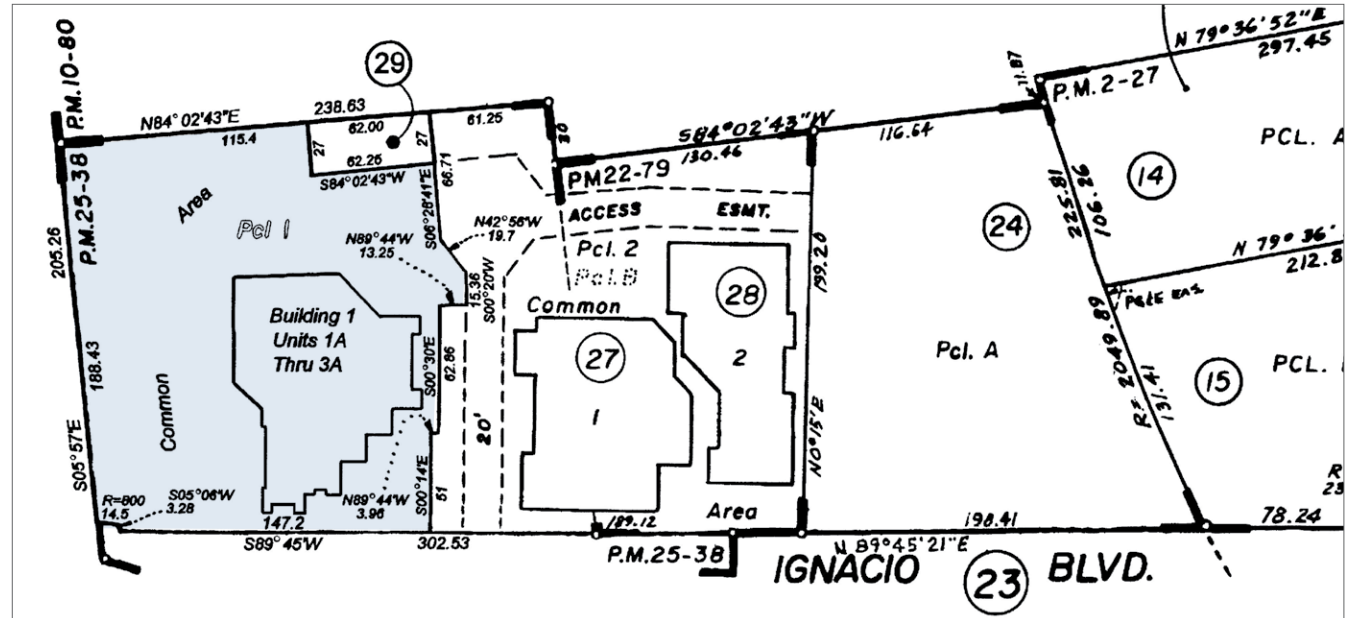 P.M.10-80
P.M.25-38
N84°02'43"E
238.63
115.4
29
62.00
27
27
62.26
S84°02'43"W
61.25
80
S84°02'43"W
130.46
116.64
11.87
P.M.2-27
N 79°36'52"E
297.45
PCL. A
14
PM22-79
66.71
S06°28'41"E
ACCESS ESMT.
Area
Pcl 1
N89°44'W
13.25
N42°56'W
19.7
Pcl. 2
Pcl.B
15.36
S00°20'W
Common
28
2
24
225.81
106.26
N 79°36'
212.8
PG&E EAS
205.26
188.43
S05°57'E
Common
Building 1
Units 1A
Thru 3A
S00°30'E
62.86
20'
27
1
199.20
N0°15'E
Pcl. A
R= 2049.89
131.41
15
PCL.
R=800
14.5
S05°06'W
3.28
N89°44'W
3.96
S00°14'E
51
147.2
S89°45'W
302.53
189.12
Area
P.M.25-38
198.41
N 89°45'21"E
R
23
78.24
IGNACIO 23 BLVD.